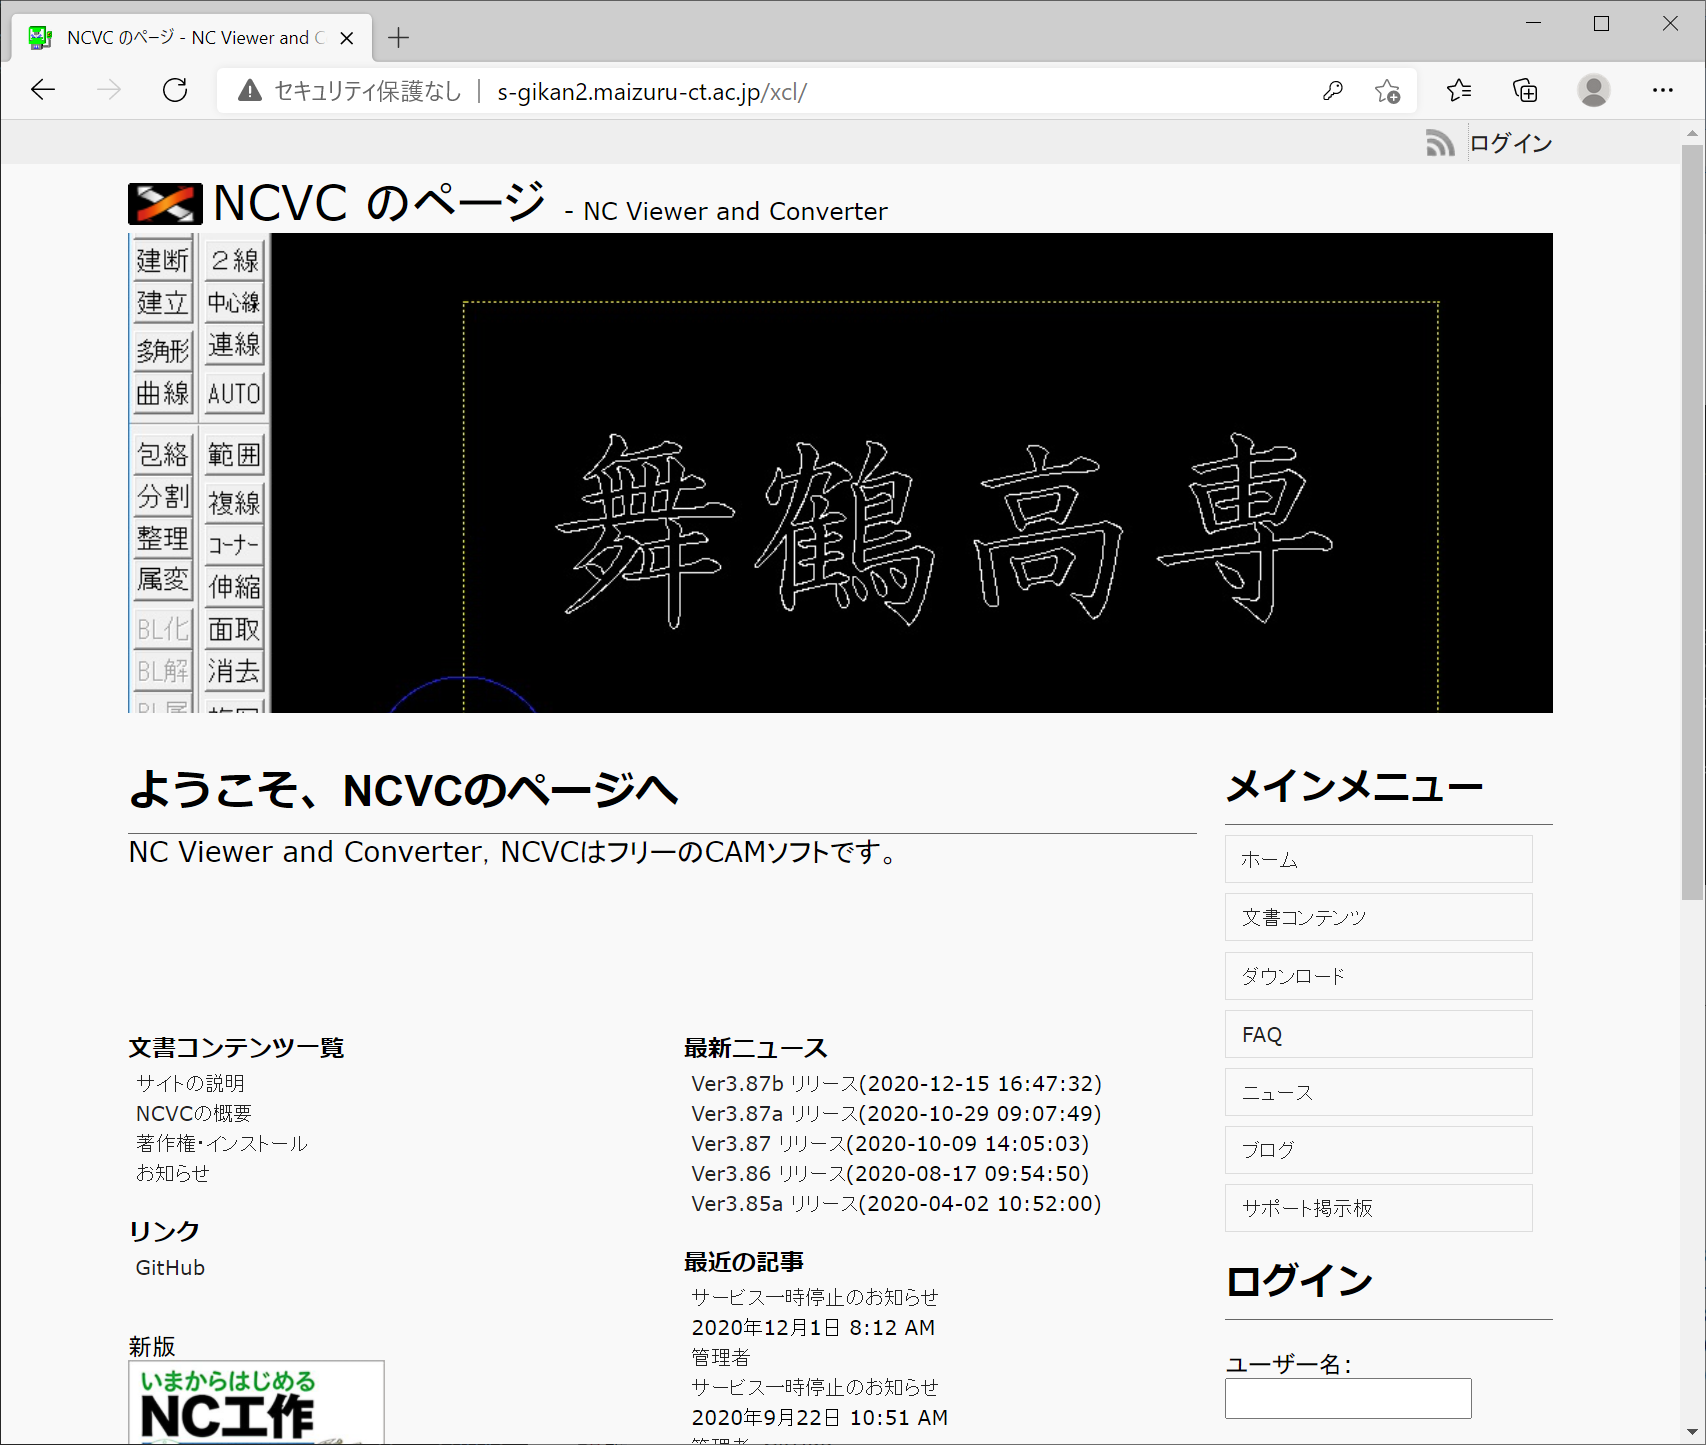 NCVC のページ - NC Viewer and C
セキュリティ保護なし
s-gikan2.maizuru-ct.ac.jp/xcl/
ログイン
NCVC のページ - NC Viewer and Converter
建断 2線
建立 中心線
多角形 連線
曲線 AUTO
包絡 範囲
分割 複線
整理 コーナー
属変 伸縮
BL化 面取
BL解 消去
BL属
舞鶴高専
ようこそ、NCVCのページへ
NC Viewer and Converter, NCVCはフリーのCAMソフトです。
文書コンテンツ一覧
サイトの説明
NCVCの概要
著作権・インストール
お知らせ
リンク
GitHub
新版
いまからはじめる
NC工作
最新ニュース
Ver3.87b リリース(2020-12-15 16:47:32)
Ver3.87a リリース(2020-10-29 09:07:49)
Ver3.87 リリース(2020-10-09 14:05:03)
Ver3.86 リリース(2020-08-17 09:54:50)
Ver3.85a リリース(2020-04-02 10:52:00)
最近の記事
サービス一時停止のお知らせ
2020年12月1日 8:12 AM
管理者
サービス一時停止のお知らせ
2020年9月22日 10:51 AM
メインメニュー
ホーム
文書コンテンツ
ダウンロード
FAQ
ニュース
ブログ
サポート掲示板
ログイン
ユーザー名: